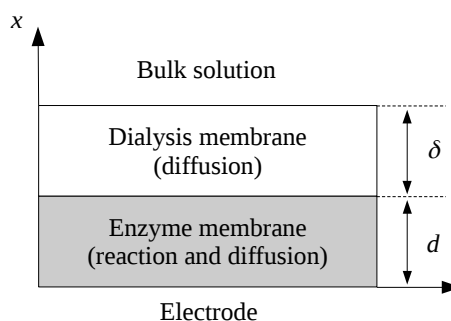 x
Bulk solution
Dialysis membrane
(diffusion)
δ
Enzyme membrane
(reaction and diffusion)
d
Electrode